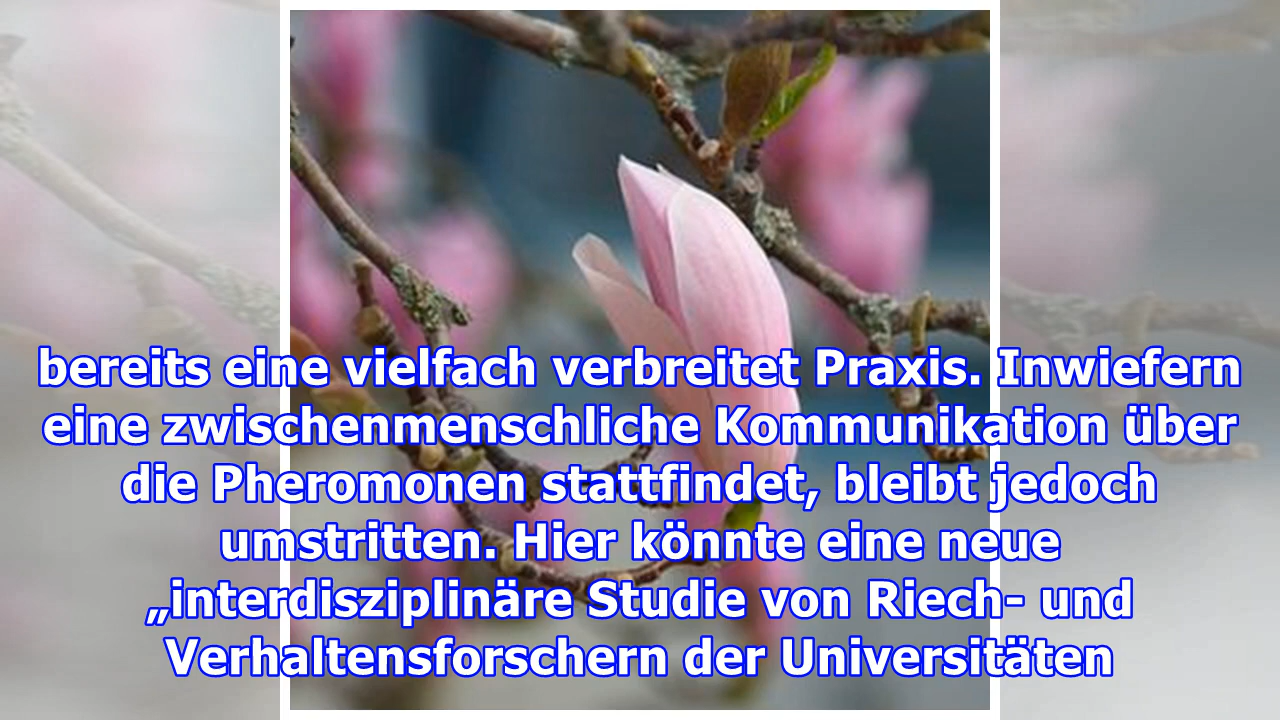 bereits eine vielfach verbreitet Praxis. Inwiefern
eine zwischenmenschliche Kommunikation über
die Pheromonen stattfindet, bleibt jedoch
umstritten. Hier könnte eine neue
„interdisziplinäre Studie von Riech- und
Verhaltensforschern der Universitäten